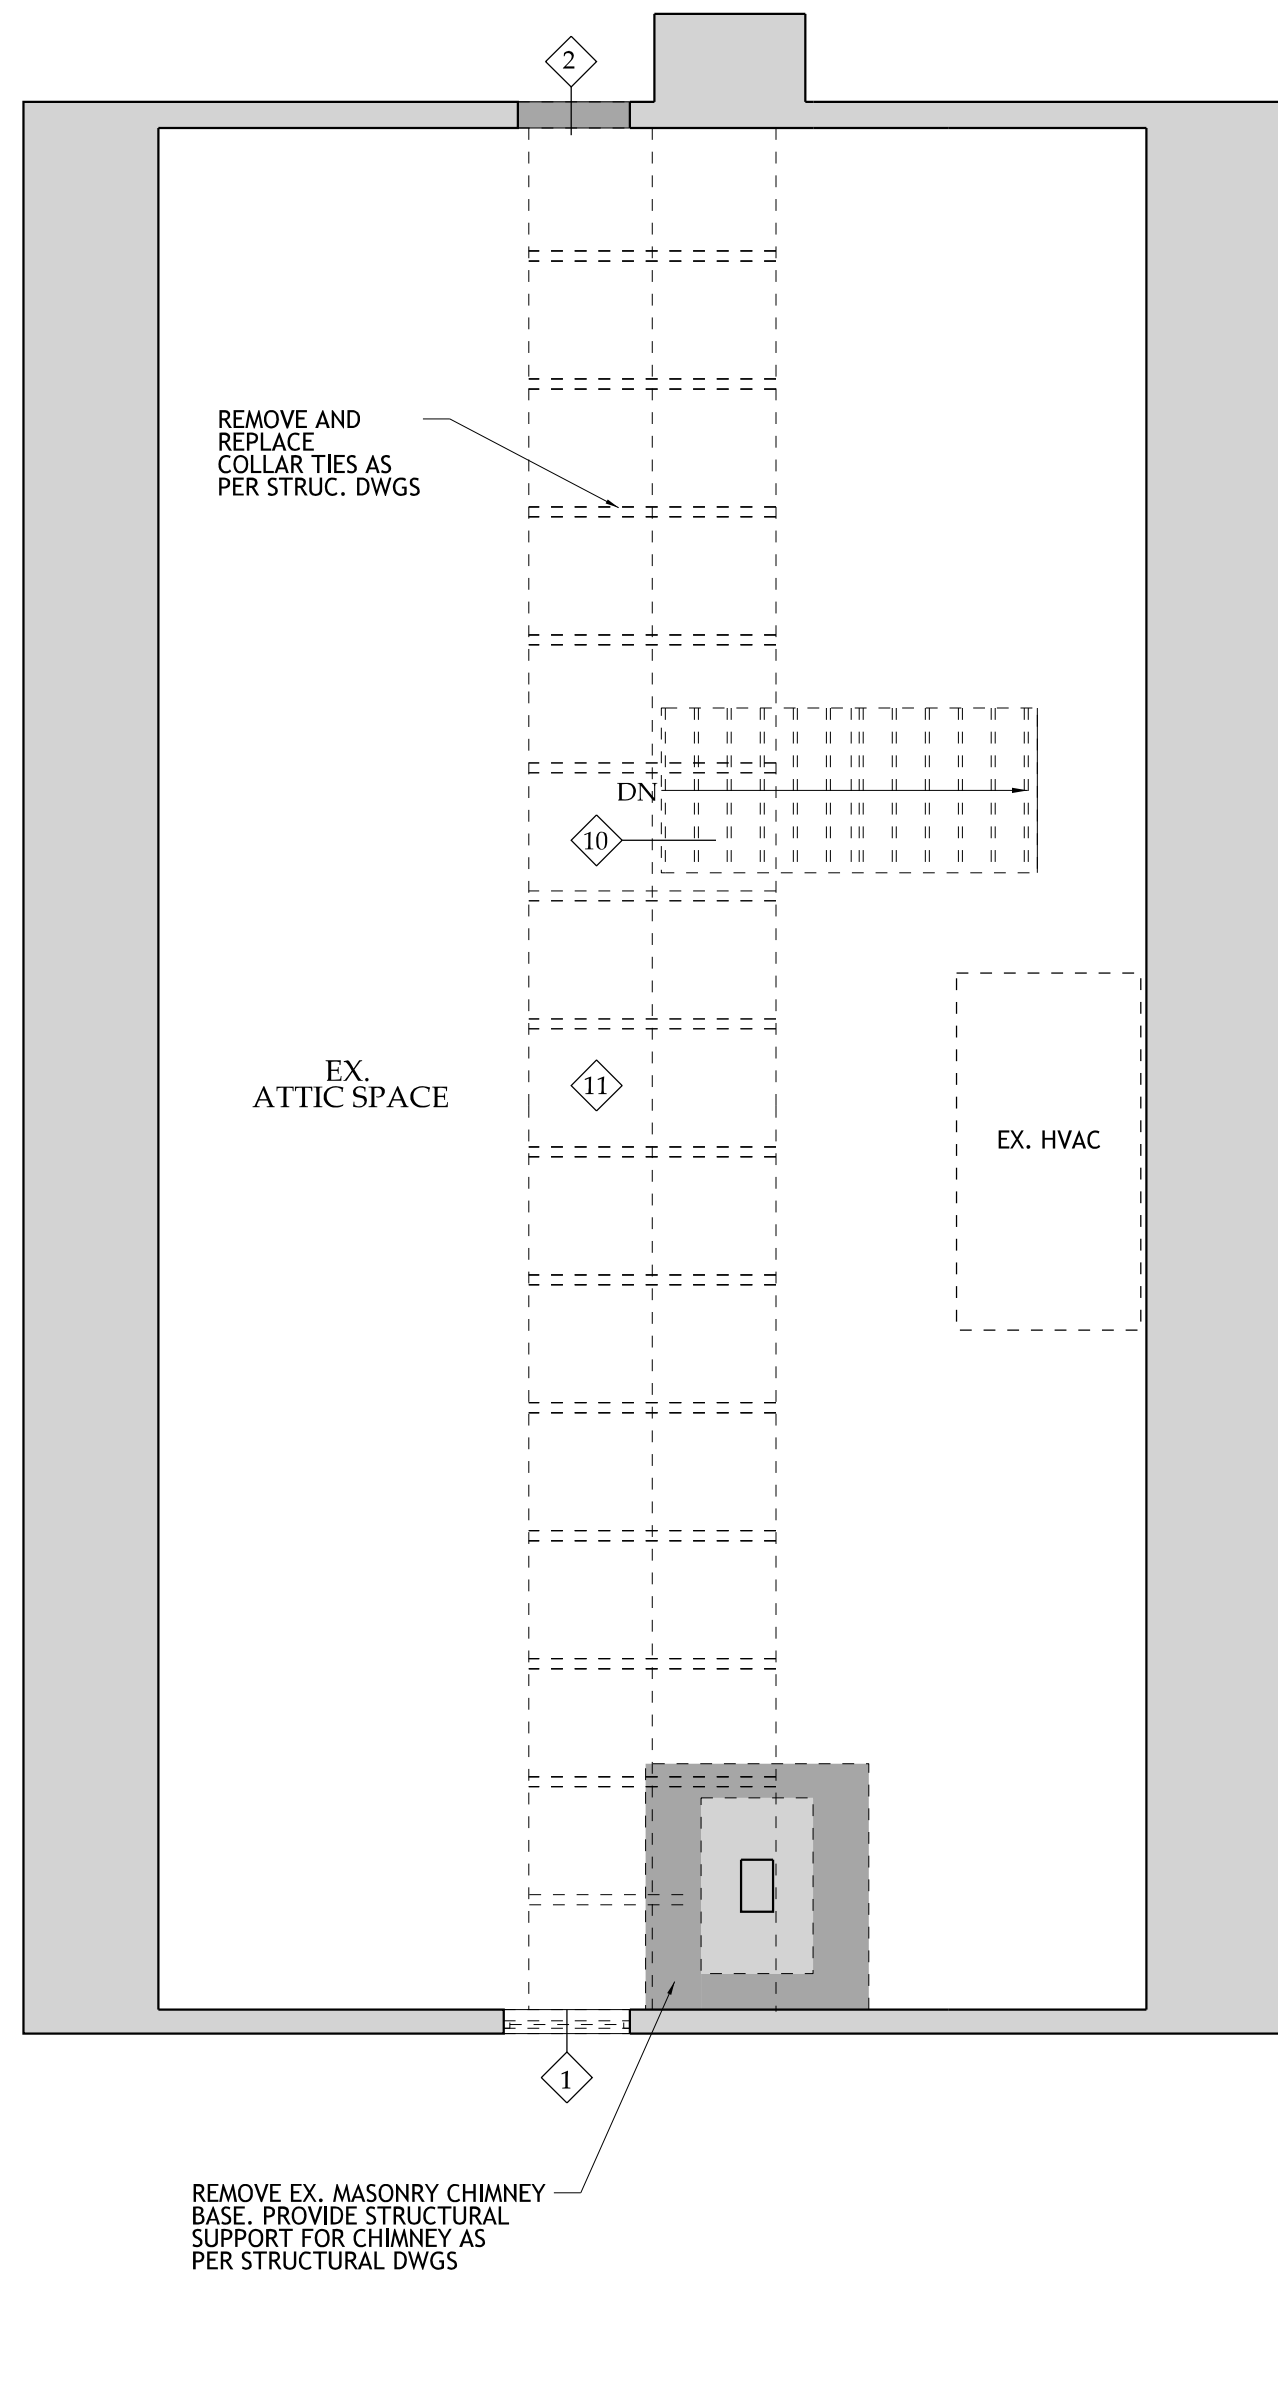 2
REMOVE AND
REPLACE
COLLAR TIES AS
PER STRUC. DWGS
DN
10
EX.
ATTIC SPACE
11
EX. HVAC
1
REMOVE EX. MASONRY CHIMNEY
BASE. PROVIDE STRUCTURAL
SUPPORT FOR CHIMNEY AS
PER STRUCTURAL DWGS